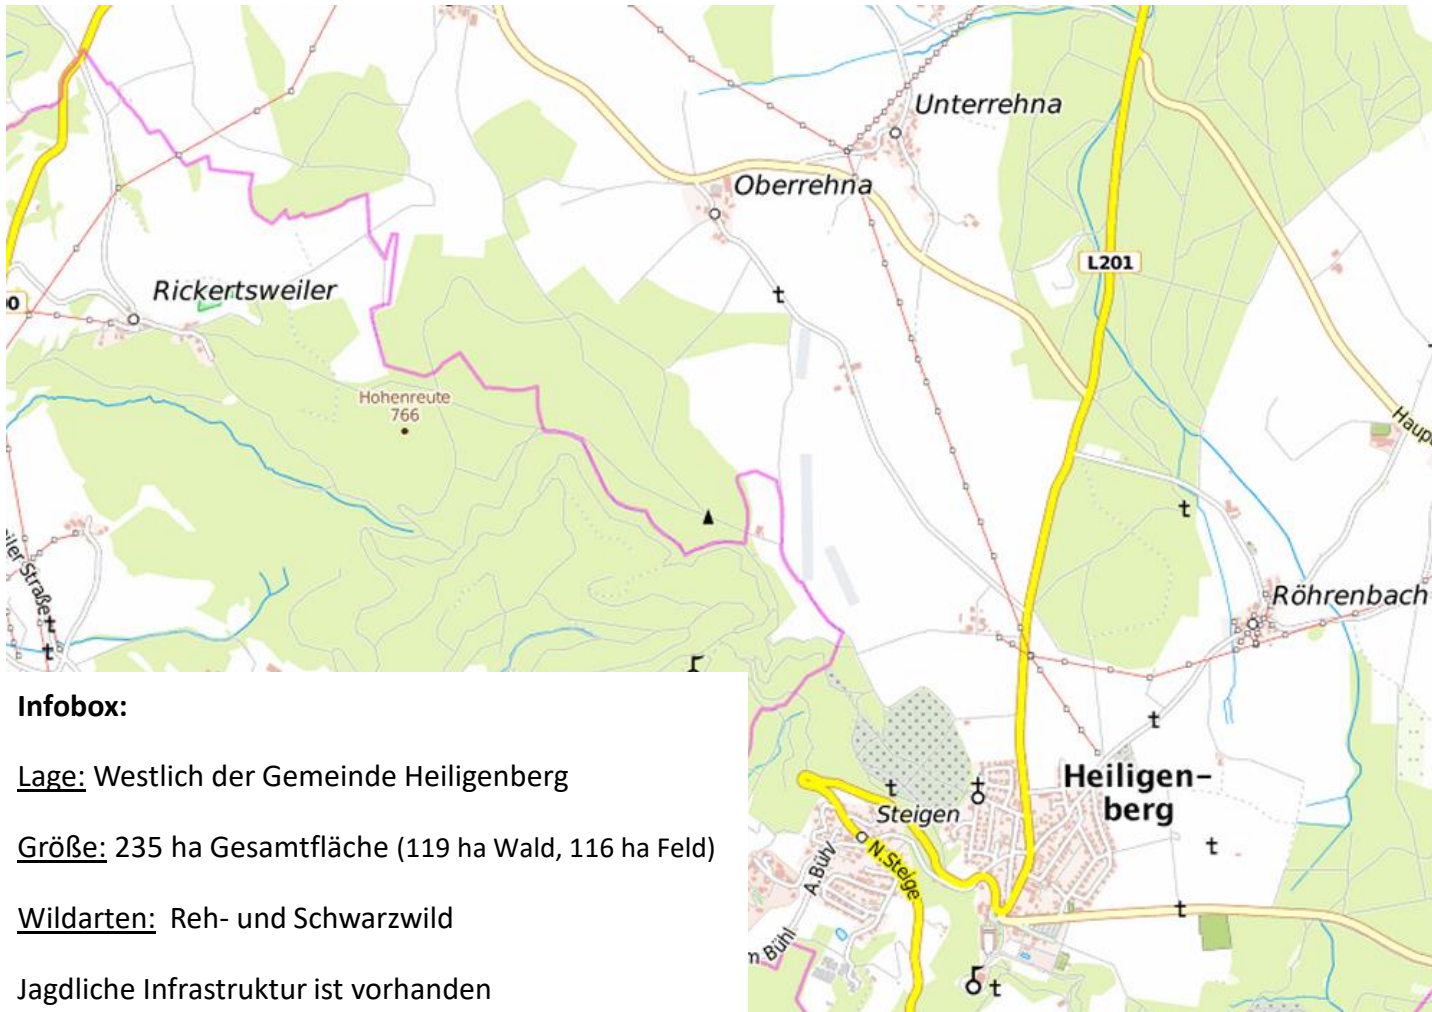 Unterrehna
Oberrehna
L201
Rickertsweiler
Hohenreute
766
Röhrenbach
Heiligen-
berg
Steigen
N.Steige
A.Bühl
Infobox:
Lage: Westlich der Gemeinde Heiligenberg
Größe: 235 ha Gesamtfläche (119 ha Wald, 116 ha Feld)
Wildarten: Reh- und Schwarzwild
Jagdliche Infrastruktur ist vorhanden